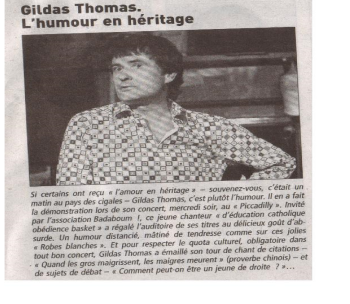 Gildas Thomas.
L'humour en héritage
Si certains ont reçu « l'amour en héritage » – souvenez-vous, c'était un
matin au pays des cigales – Gildas Thomas, c'est plutôt l'humour. Il en a fait
la démonstration lors de son concert, mercredi soir, au « Piccadilly ». Invité
par l'association Badaboum !, ce jeune chanteur « d'éducation catholique
obédience basket » a régalé l'auditoire de ses titres au délicieux goût d'ab-
surde. Un humour distancié, mâtiné de tendresse comme sur ces jolies
« Robes blanches ». Et pour respecter le quota culturel, obligatoire dans
tout bon concert, Gildas Thomas a émaillé son tour de chant de citations –
« Quand les gros maigrissent, les maigres meurent » (proverbe chinois) – et
de sujets de débat – « Comment peut-on être un jeune de droite ? »...